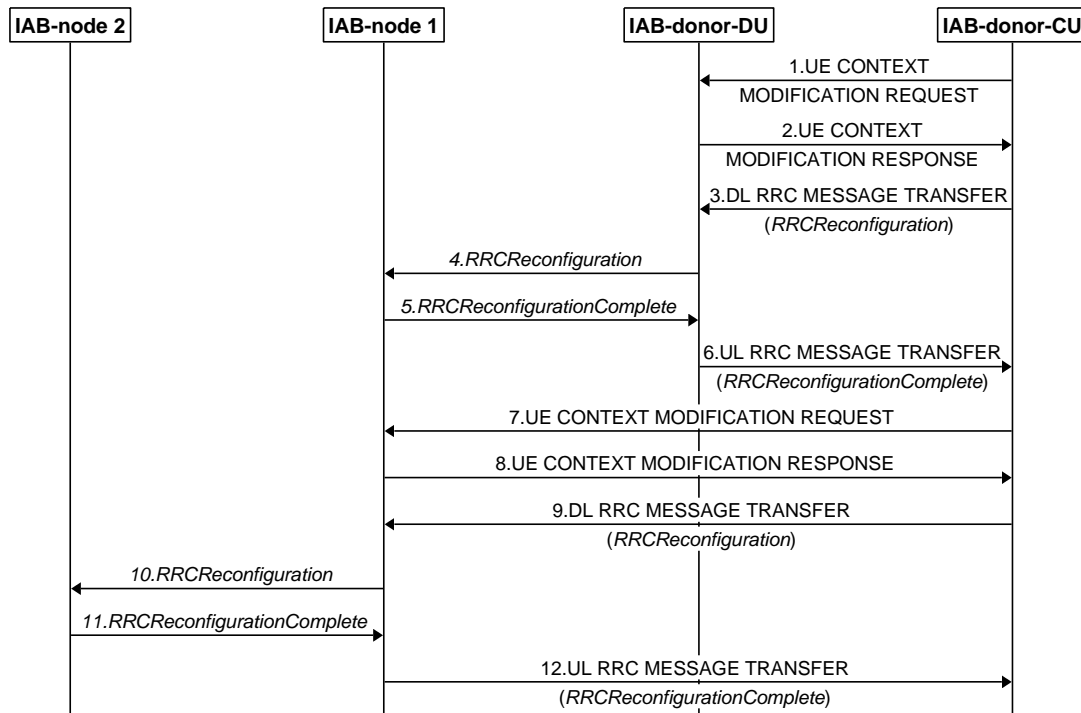 IAB-node 2
IAB-node 1
IAB-donor-DU
IAB-donor-CU
1.UE CONTEXT
MODIFICATION REQUEST
2.UE CONTEXT
MODIFICATION RESPONSE
3.DL RRC MESSAGE TRANSFER
(RRCReconfiguration)
4.RRCReconfiguration
5.RRCReconfigurationComplete
6.UL RRC MESSAGE TRANSFER
(RRCReconfigurationComplete)
7.UE CONTEXT MODIFICATION REQUEST
8.UE CONTEXT MODIFICATION RESPONSE
9.DL RRC MESSAGE TRANSFER
(RRCReconfiguration)
10.RRCReconfiguration
11.RRCReconfigurationComplete
12.UL RRC MESSAGE TRANSFER
(RRCReconfigurationComplete)